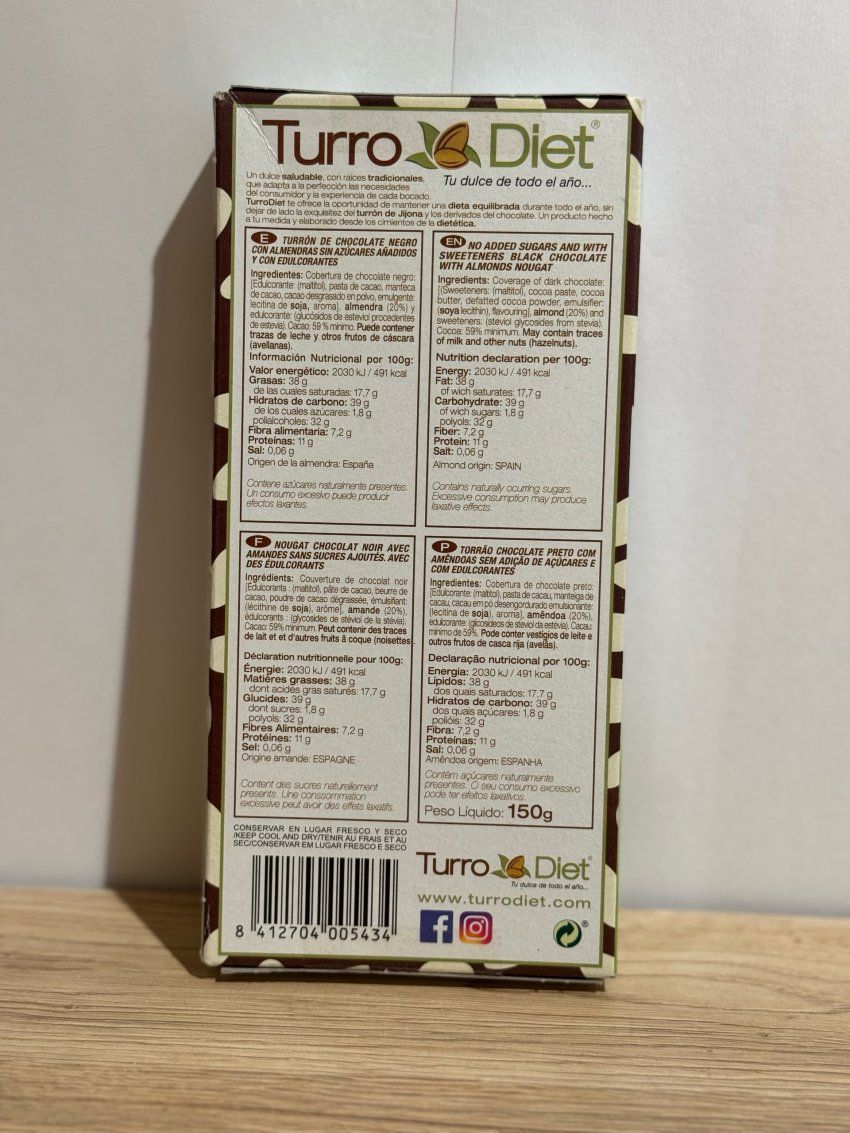 Turro Diet®
Tu dulce de todo el año...
Un dulce saludable, con raíces tradicionales,
que adapta a la perfección las necesidades
del consumidor y la experiencia de cada bocado.
TurroDiet te ofrece la oportunidad de mantener una dieta equilibrada durante todo el año, sin
dejar de lado la exquisitez del turrón de Jijona y los derivados del chocolate. Un producto hecho
a tu medida y elaborado desde los cimientos de la dietética.
E TURRÓN DE CHOCOLATE NEGRO
CON ALMENDRAS SIN AZÚCARES AÑADIDOS
Y CON EDULCORANTES
Ingredientes: Cobertura de chocolate negro:
[Edulcorante: (maltitol), pasta de cacao, manteca
de cacao, cacao desgrasado en polvo, emulgente:
lecitina de soja, aroma], almendra (20%) y
edulcorante: (glucósidos de esteviol procedentes
de estevia). Cacao: 59 % mínimo. Puede contener
trazas de leche y otros frutos de cáscara
(avellanas).
Información Nutricional por 100g:
Valor energético: 2030 kJ / 491 kcal
Grasas: 38 g
de las cuales saturadas: 17,7 g
Hidratos de carbono: 39 g
de los cuales azúcares: 1,8 g
polialcoholes: 32 g
Fibra alimentaria: 7,2 g
Proteínas: 11 g
Sal: 0,06 g
Origen de la almendra: España
Contiene azúcares naturalmente presentes.
Un consumo excesivo puede producir
efectos laxantes.
EN NO ADDED SUGARS AND WITH
SWEETENERS BLACK CHOCOLATE
WITH ALMONDS NOUGAT
Ingredients: Coverage of dark chocolate:
[(Sweeteners: (maltitol), cocoa paste, cocoa
butter, defatted cocoa powder, emulsifier:
(soya lecithin), flavouring], almond (20%) and
sweeteners: (steviol glycosides from stevia).
Cocoa: 59% minimum. May contain traces
of milk and other nuts (hazelnuts).
Nutrition declaration per 100g:
Energy: 2030 kJ / 491 kcal
Fat: 38 g
of wich saturates: 17,7 g
Carbohydrate: 39 g
of wich sugars: 1,8 g
polyols: 32 g
Fiber: 7,2 g
Protein: 11 g
Salt: 0,06 g
Almond origin: SPAIN
Contains naturally ocurring sugars.
Excessive consumption may produce
laxative effects.
F NOUGAT CHOCOLAT NOIR AVEC
AMANDES SANS SUCRES AJOUTÉS. AVEC
DES ÉDULCORANTS
Ingrédients: Couverture de chocolat noir
[Edulcorants : (maltitol), pâte de cacao, beurre de
cacao, poudre de cacao dégraissée, émulsifiant:
(lécithine de soja), arôme], amande (20%),
édulcorants : (glycosides de stéviol de la stévia).
Cacao: 59% minimum. Peut contenir des traces
de lait et et d'autres fruits à coque (noisettes).
Déclaration nutritionnelle pour 100g:
Énergie: 2030 kJ / 491 kcal
Matières grasses: 38 g
dont acides gras saturés: 17,7 g
Glucides: 39 g
dont sucres: 1,8 g
polyols: 32 g
Fibres Alimentaires: 7,2 g
Protéines: 11 g
Sel: 0,06 g
Origine amande: ESPAGNE
Content des sucres naturellement
presents. Une conssommation
excessive peut avoir des effets laxatifs.
P TORRÃO CHOCOLATE PRETO COM
AMÊNDOAS SEM ADIÇÃO DE AÇÚCARES E
COM EDULCORANTES
Ingredientes: Cobertura de chocolate preto:
[Edulcorante: (maltitol), pasta de cacau, manteiga de
cacau, cacau em pó desengordurado emulsionante:
(lecitina de soja), aroma], amêndoa (20%),
edulcorante: (glicosídeos de steviol da estévia). Cacau:
mínimo de 59%. Pode conter vestígios de leite e
outros frutos de casca rija (avelãs).
Declaração nutricional por 100g:
Energia: 2030 kJ / 491 kcal
Lípidos: 38 g
dos quais saturados: 17,7 g
Hidratos de carbono: 39 g
dos quais açúcares: 1,8 g
polióis: 32 g
Fibra: 7,2 g
Proteínas: 11 g
Sal: 0,06 g
Amêndoa origem: ESPANHA
Contém açúcares naturalmente
presentes. O seu consumo excessivo
pode ter efeitos laxativos.
Peso Líquido: 150g
CONSERVAR EN LUGAR FRESCO Y SECO
/KEEP COOL AND DRY/TENIR AU FRAIS ET AU
SEC/CONSERVAR EM LUGAR FRESCO E SECO
8 412704 005434
Turro Diet®
Tu dulce de todo el año...
www.turrodiet.com